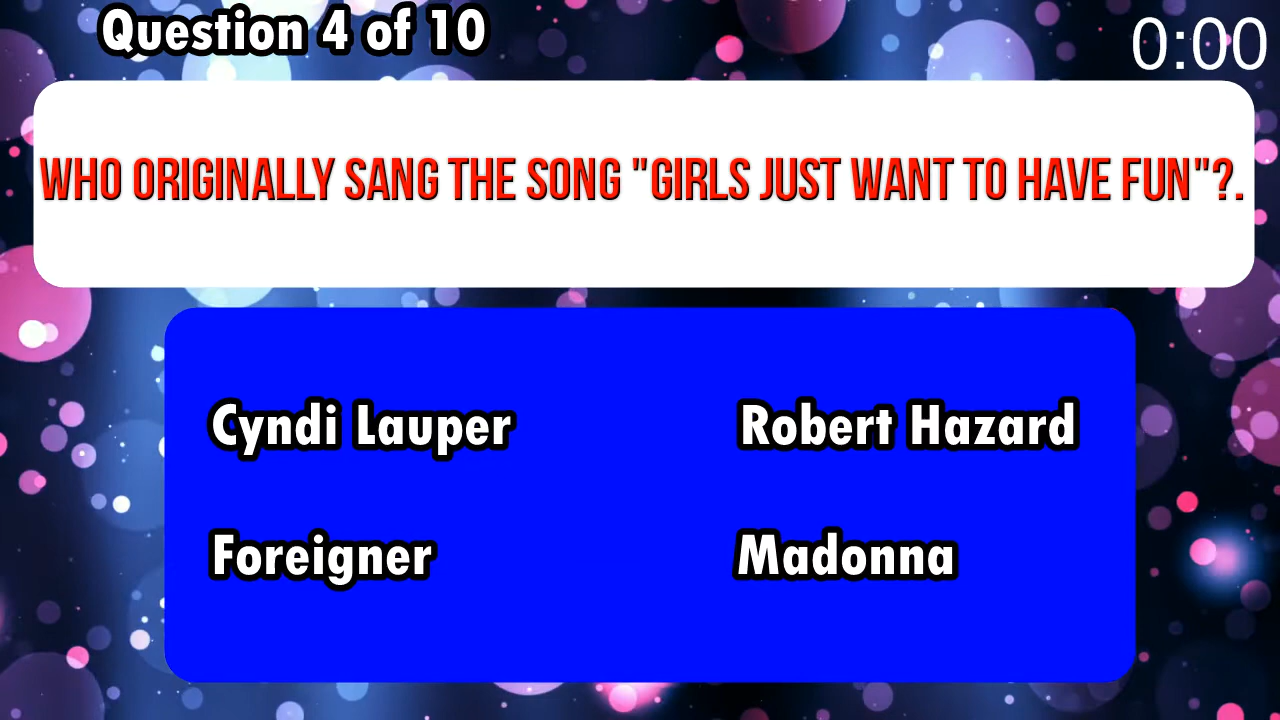 Question 4 of 10
0:00
WHO ORIGINALLY SANG THE SONG "GIRLS JUST WANT TO HAVE FUN"?.
Cyndi Lauper
Robert Hazard
Foreigner
Madonna